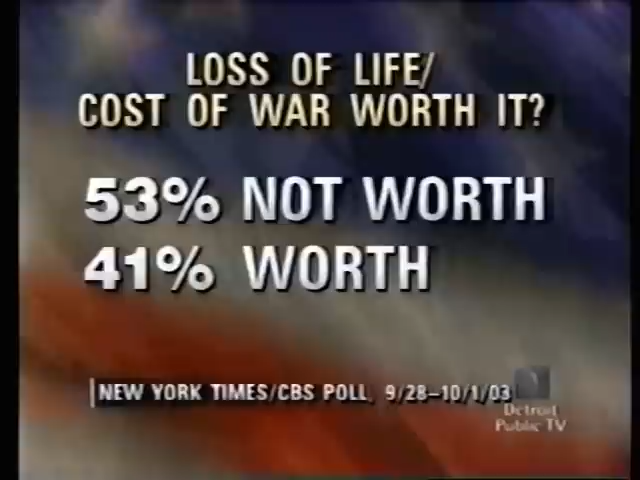 LOSS OF LIFE/
COST OF WAR WORTH IT?
53% NOT WORTH
41% WORTH
NEW YORK TIMES/CBS POLL, 9/28–10/1/03
Detroit
Public TV